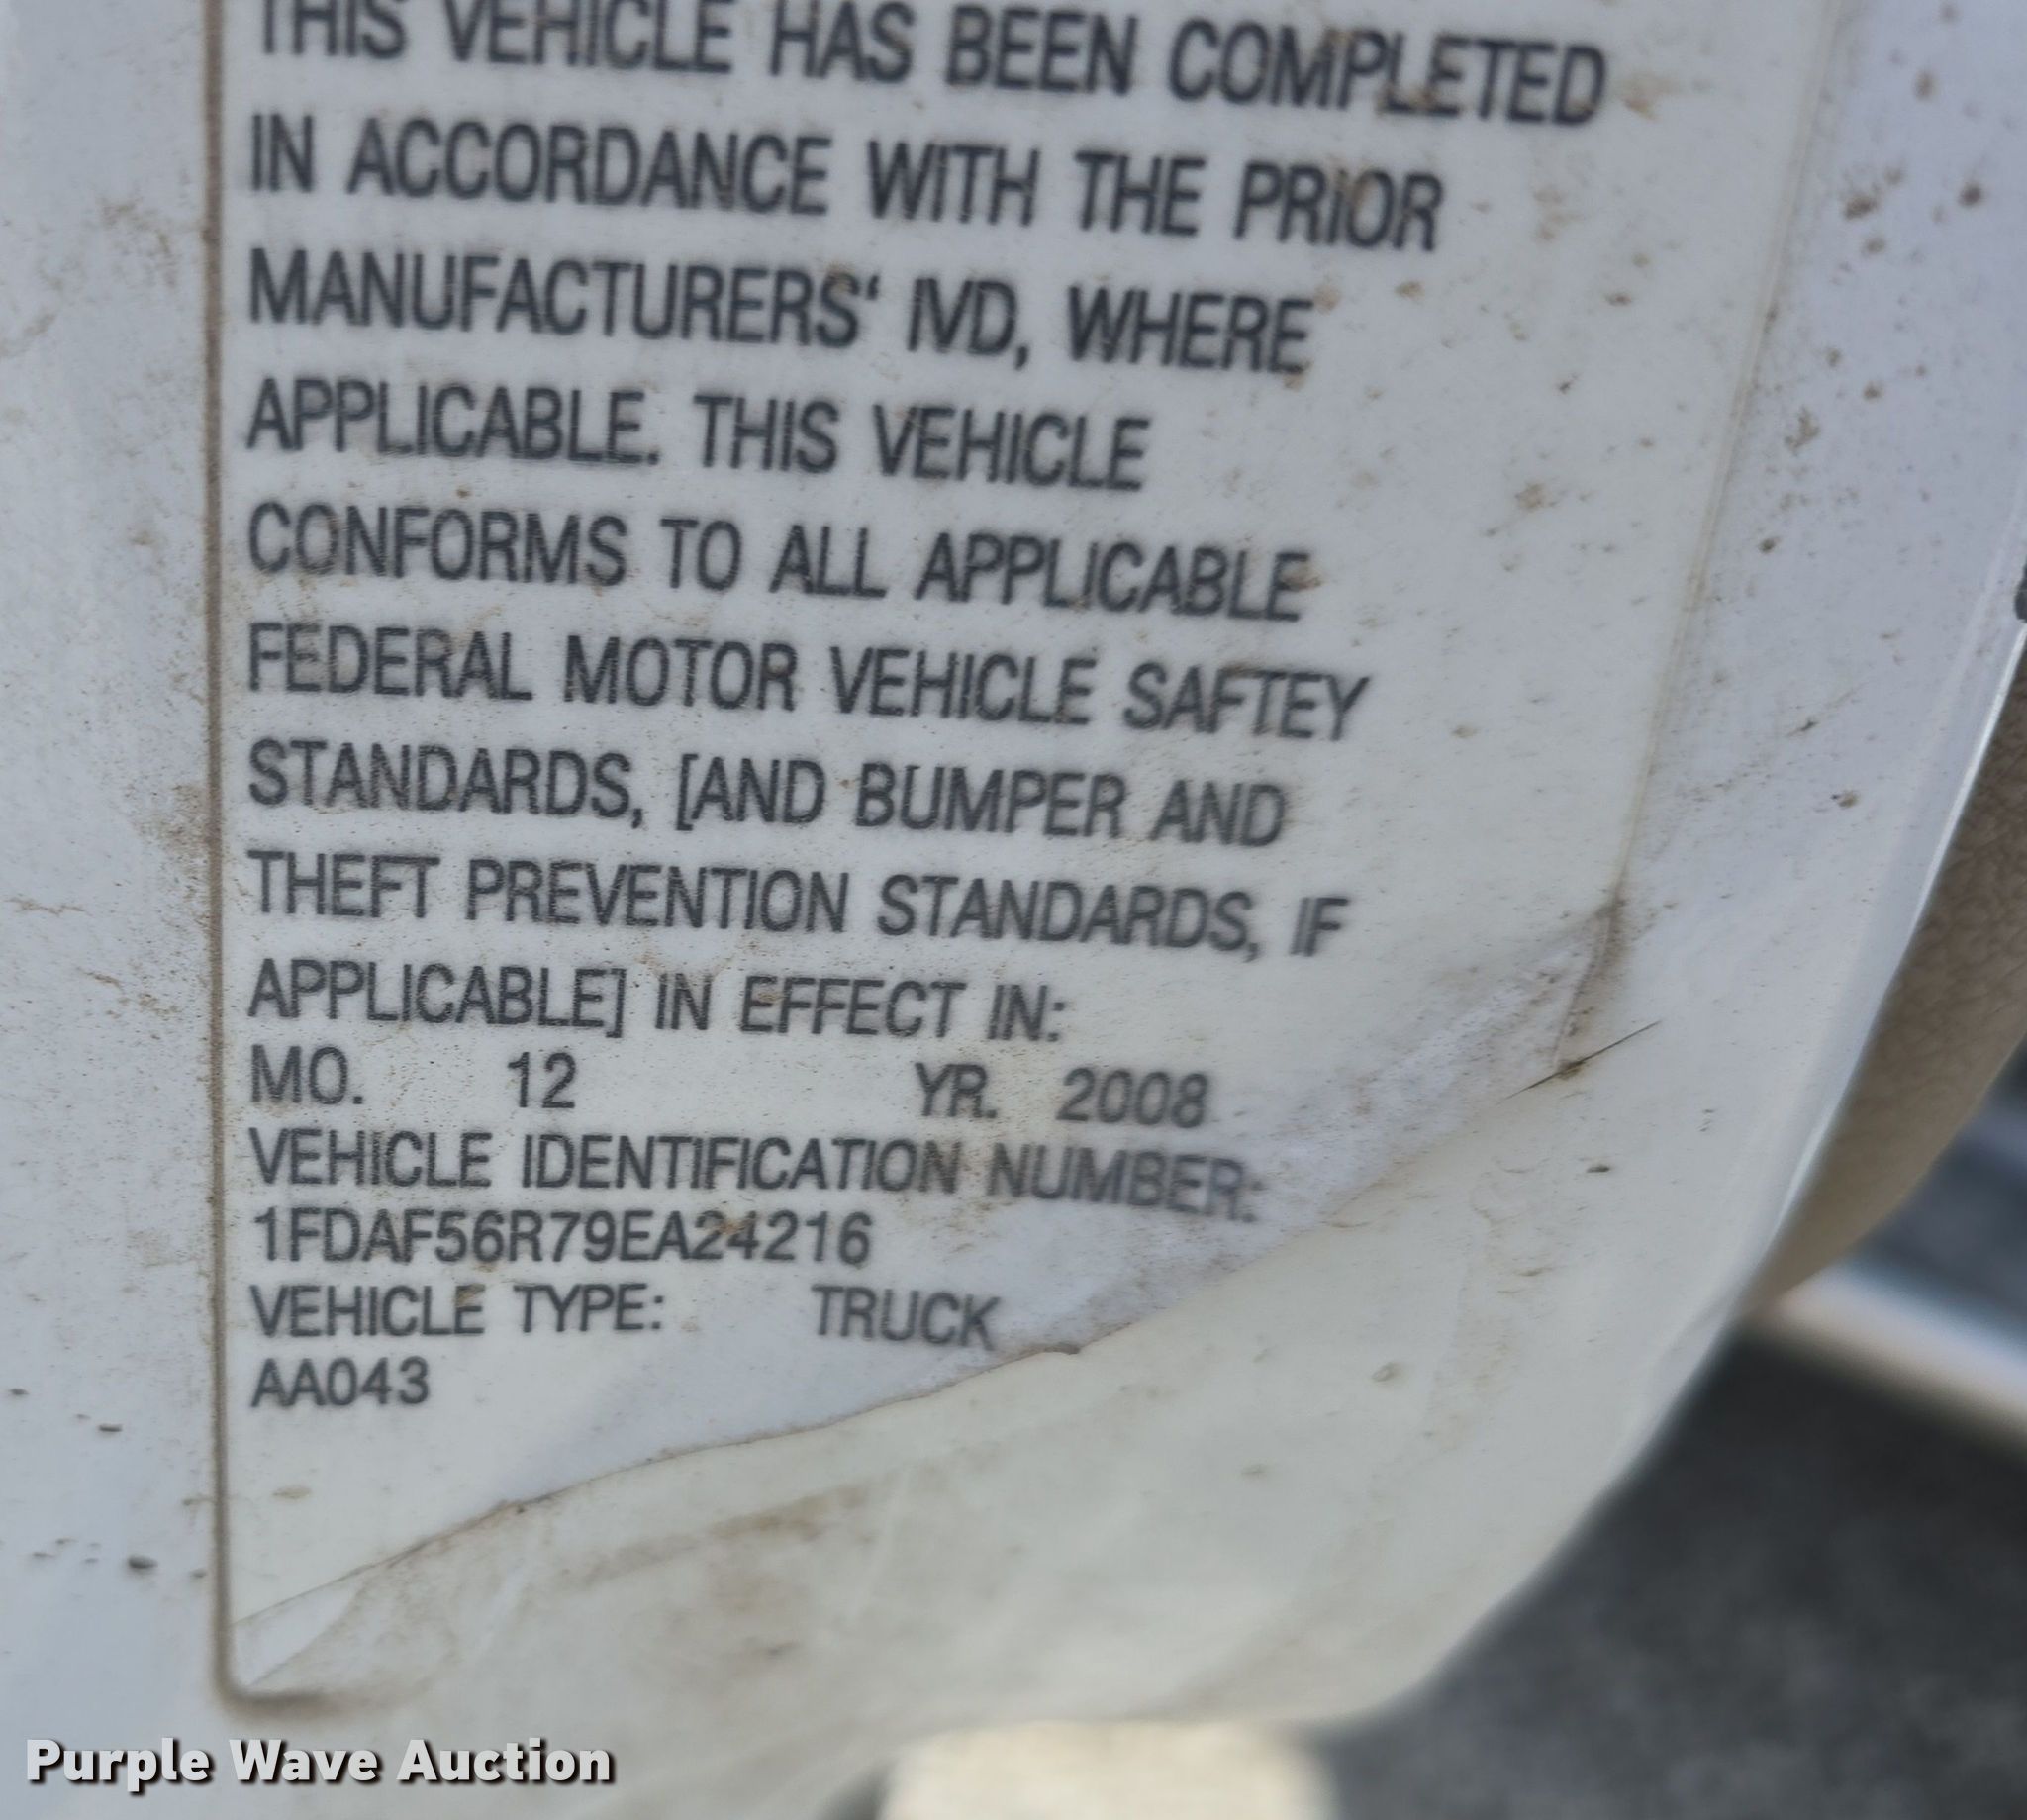 THIS VEHICLE HAS BEEN COMPLETED
IN ACCORDANCE WITH THE PRIOR
MANUFACTURERS‘ IVD, WHERE
APPLICABLE. THIS VEHICLE
CONFORMS TO ALL APPLICABLE
FEDERAL MOTOR VEHICLE SAFTEY
STANDARDS, [AND BUMPER AND
THEFT PREVENTION STANDARDS, IF
APPLICABLE] IN EFFECT IN:
MO. 12 YR. 2008
VEHICLE IDENTIFICATION NUMBER:
1FDAF56R79EA24216
VEHICLE TYPE: TRUCK
AA043
Purple Wave Auction